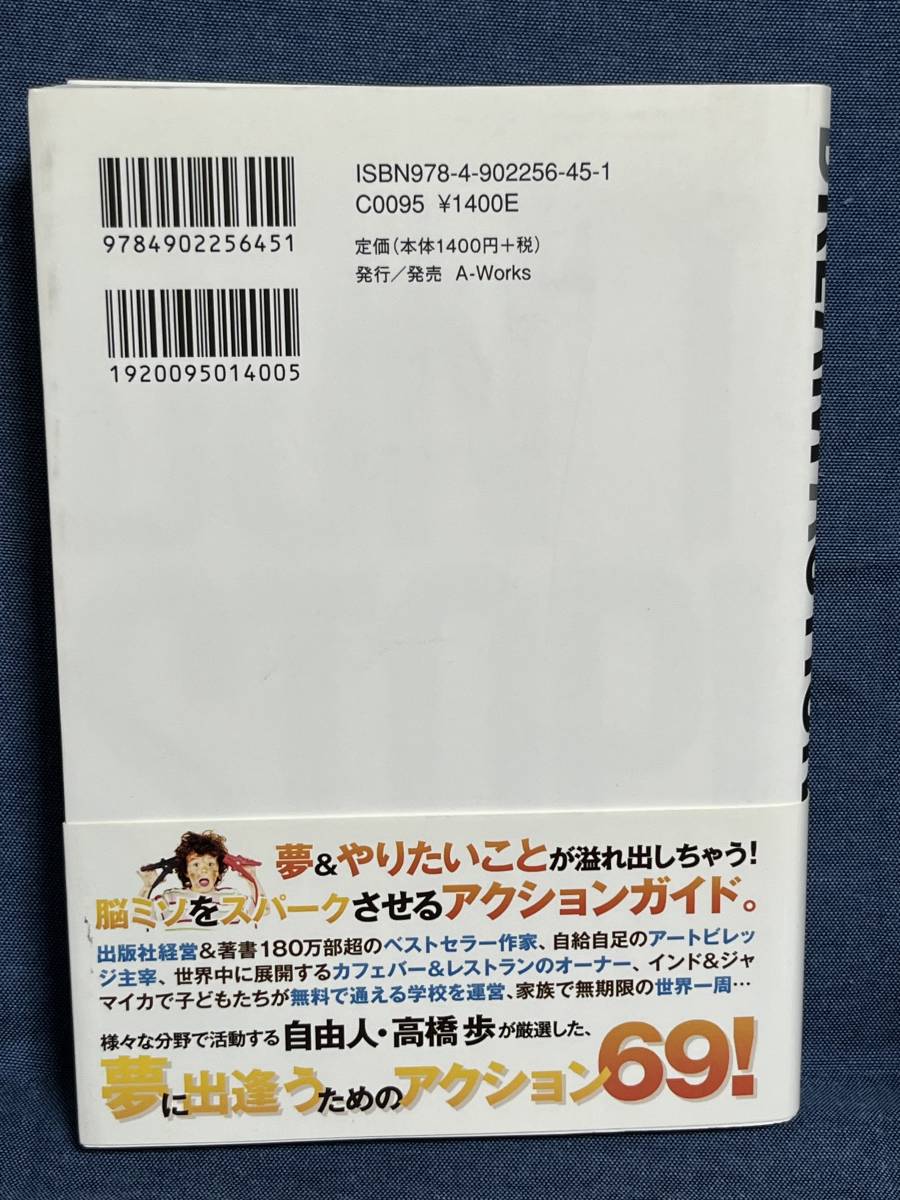 ISBN978-4-902256-45-1
C0095 ¥1400E
9784902256451
定価(本体1400円+税)
発行/発売 A-Works
1920095014005
夢&やりたいことが溢れ出しちゃう!
脳ミソをスパークさせるアクションガイド。
出版社経営&著書180万部超のベストセラー作家、自給自足のアートビレッ
ジ主宰、世界中に展開するカフェバー&レストランのオーナー、インド&ジャ
マイカで子どもたちが無料で通える学校を運営、家族で無期限の世界一周…
様々な分野で活動する自由人・高橋 歩が厳選した、
夢に出逢うためのアクション69!